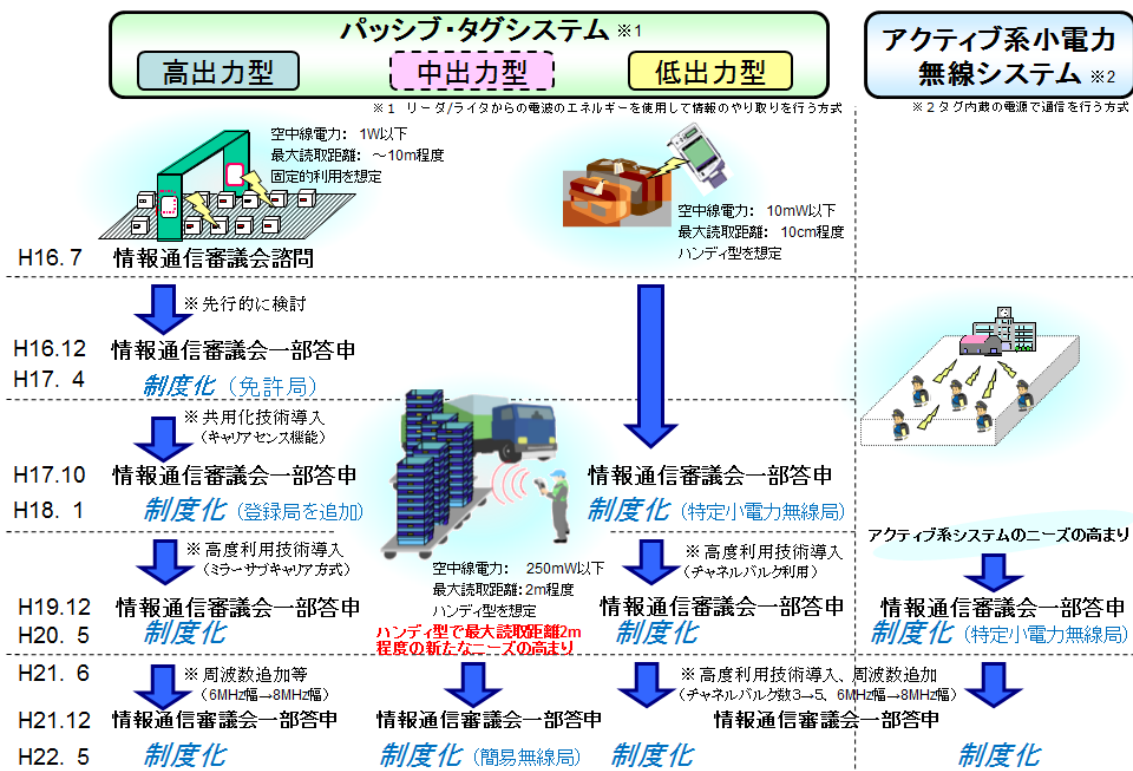 パッシブ・タグシステム ※1
高出力型
中出力型
低出力型
アクティブ系小電力
無線システム ※2
※1 リーダ/ライタからの電波のエネルギーを使用して情報のやり取りを行う方式
※2 タグ内蔵の電源で通信を行う方式
空中線電力: 1W以下
最大読取距離: ～10m程度
固定的利用を想定
空中線電力: 10mW以下
最大読取距離: 10cm程度
ハンディ型を想定
H16. 7 情報通信審議会諮問
※先行的に検討
H16.12 情報通信審議会一部答申
H17. 4 制度化 (免許局)
※共用化技術導入
(キャリアセンス機能)
H17.10 情報通信審議会一部答申 情報通信審議会一部答申
H18. 1 制度化 (登録局を追加) 制度化 (特定小電力無線局)
アクティブ系システムのニーズの高まり
※高度利用技術導入
(ミラーサブキャリア方式)
空中線電力: 250mW以下
最大読取距離: 2m程度
ハンディ型を想定
※高度利用技術導入
(チャネルバルク利用)
H19.12 情報通信審議会一部答申 情報通信審議会一部答申 情報通信審議会一部答申
ハンディ型で最大読取距離2m
程度の新たなニーズの高まり
H20. 5 制度化 制度化 制度化 (特定小電力無線局)
H21. 6
※周波数追加等
(6MHz幅→8MHz幅)
※高度利用技術導入、周波数追加
(チャネルバルク数3→5、6MHz幅→8MHz幅)
H21.12 情報通信審議会一部答申 情報通信審議会一部答申 情報通信審議会一部答申
H22. 5 制度化 制度化 (簡易無線局) 制度化 制度化